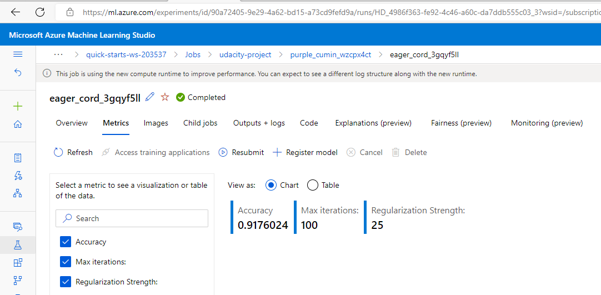 https://ml.azure.com/experiments/id/90a72405-9e29-4a62-bd15-a73cd9fefd9a/runs/HD_4986f363-fe92-4c46-a60c-da7ddb555c03_3?wsid=/subscriptio
Microsoft Azure Machine Learning Studio
··· > quick-starts-ws-203537 > Jobs > udacity-project > purple_cumin_wzcpx4ct > eager_cord_3gqyf5ll
This job is using the new compute runtime to improve performance. You can expect to see a different log structure along with the new runtime.
eager_cord_3gqyf5ll Completed
Overview Metrics Images Child jobs Outputs + logs Code Explanations (preview) Fairness (preview) Monitoring (preview)
Refresh Access training applications Resubmit Register model Cancel Delete
Select a metric to see a visualization or table
of the data.
Search
Accuracy
Max iterations:
Regularization Strength:
View as: Chart Table
Accuracy Max iterations: Regularization Strength:
0.9176024 100 25